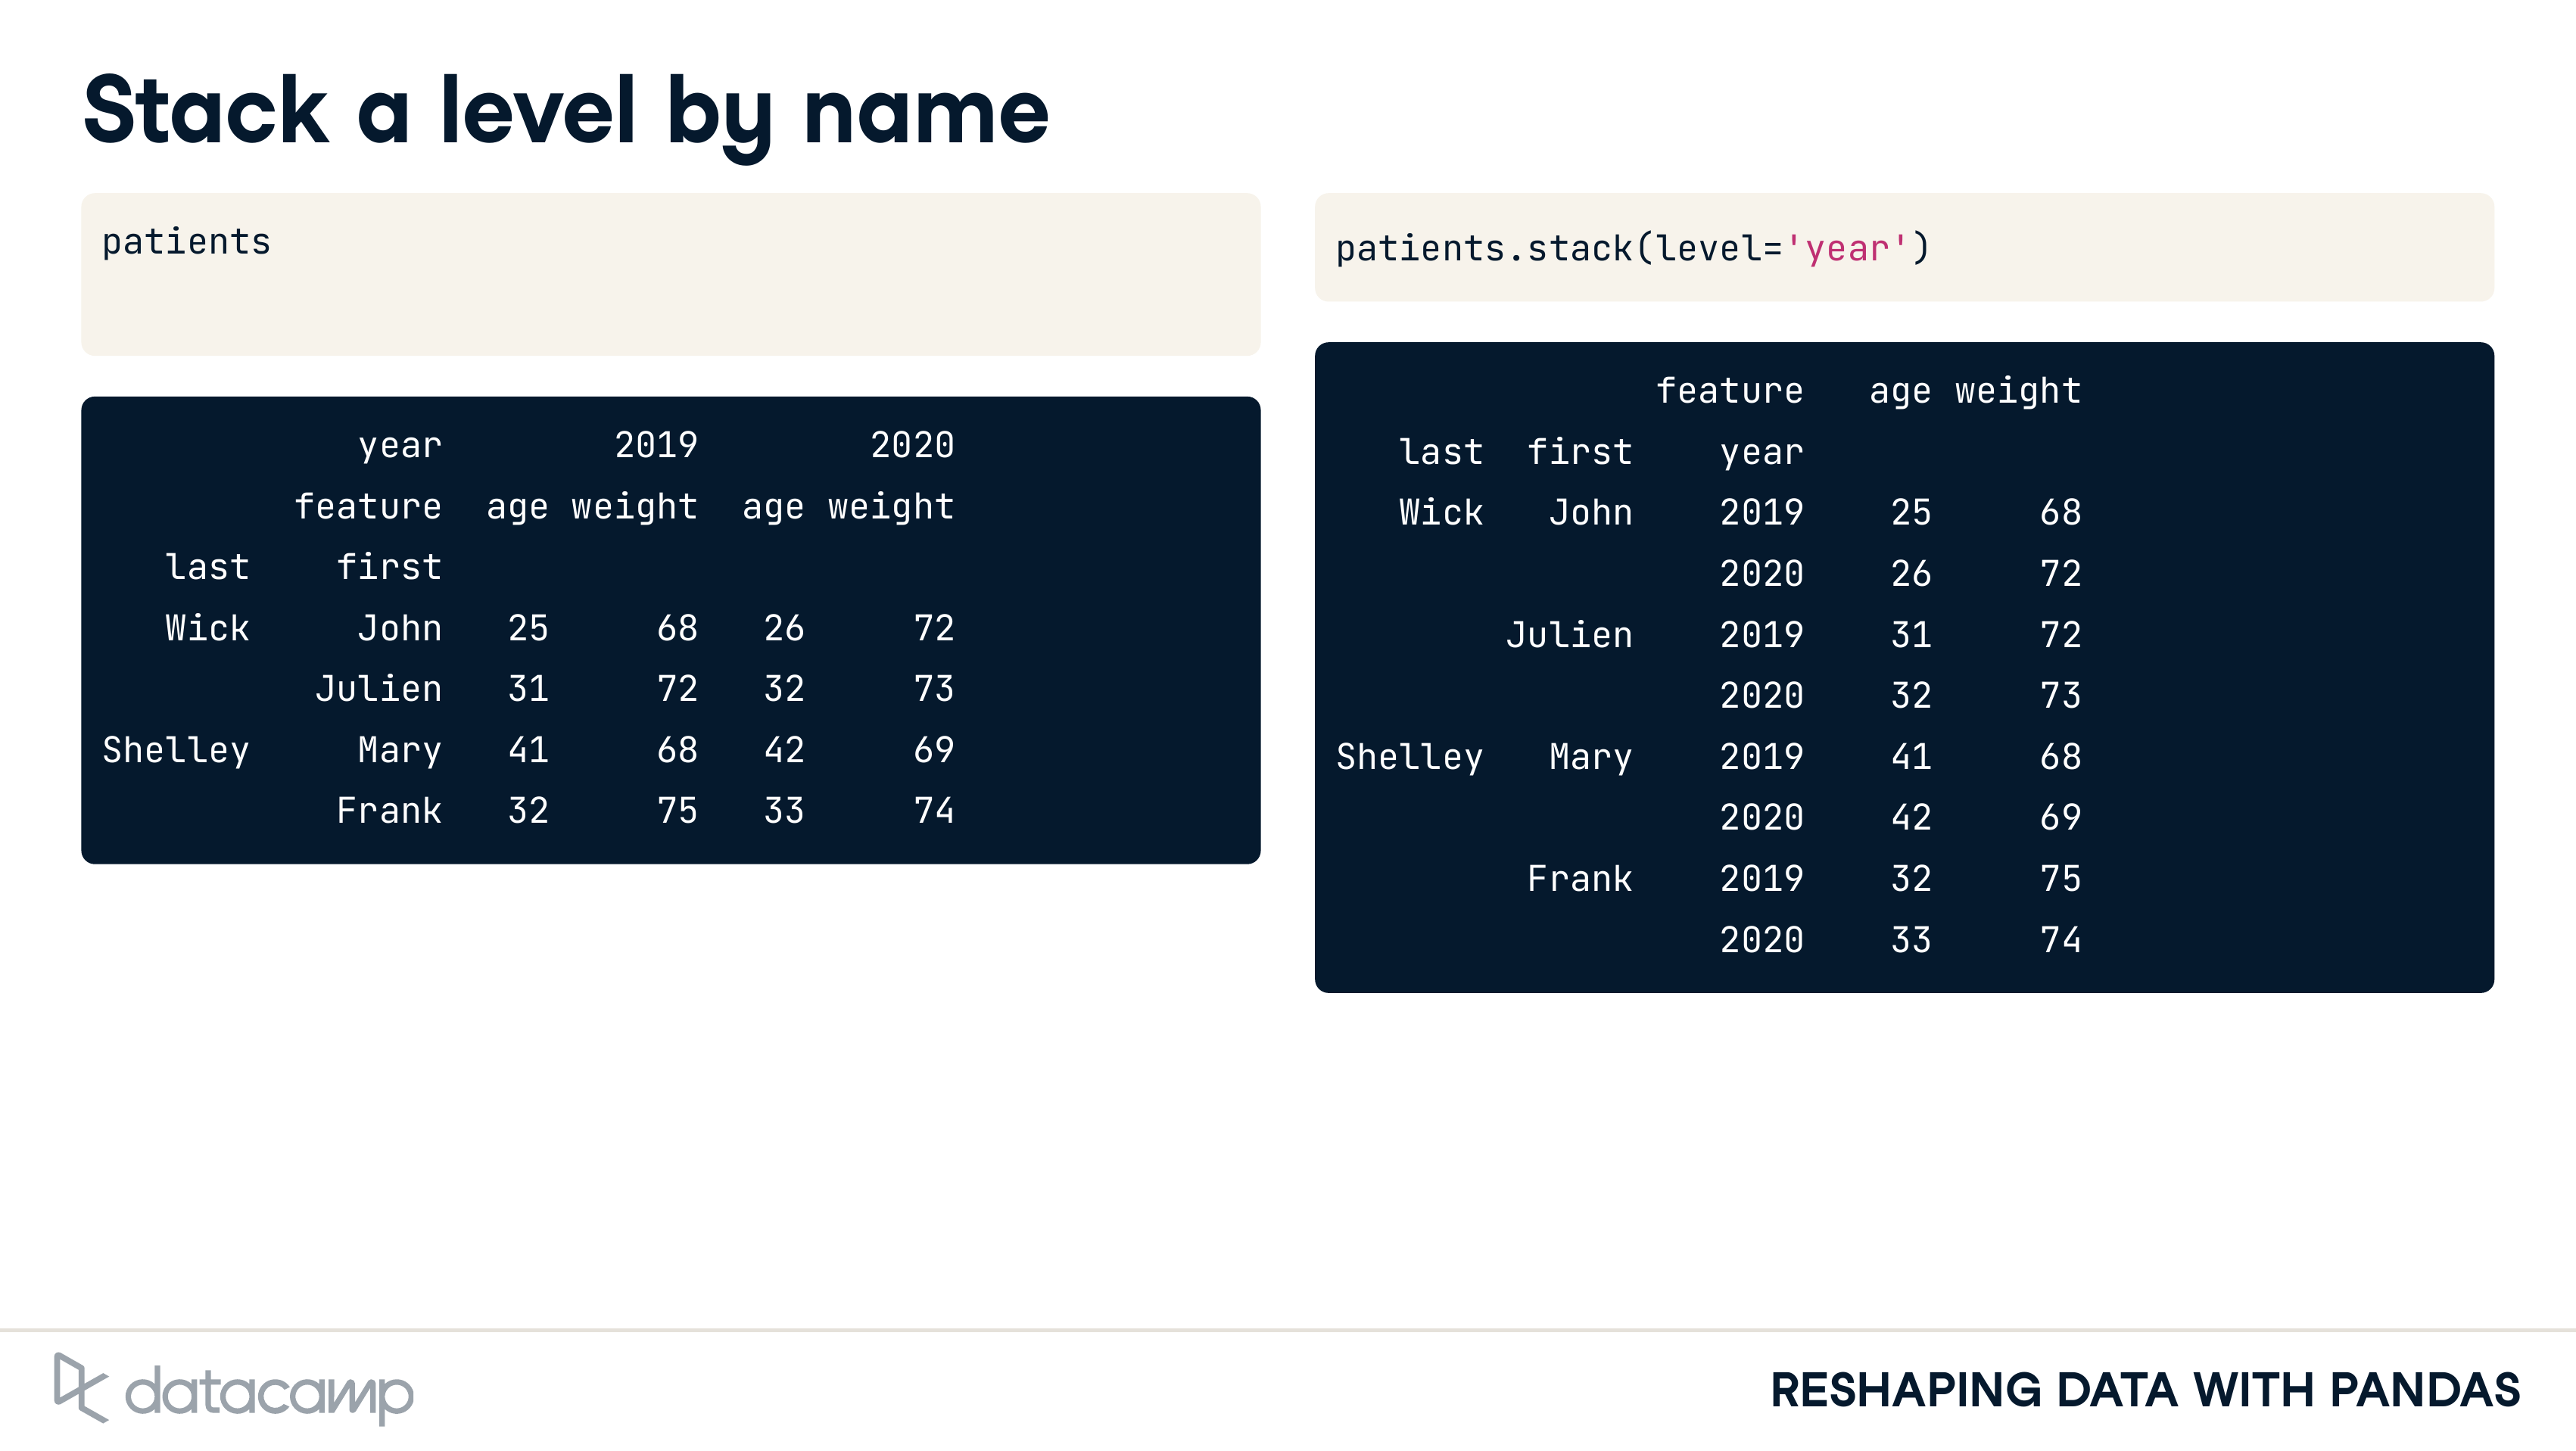 Stack a level by name
patients
year 2019 2020
feature age weight age weight
last first
Wick John 25 68 26 72
Julien 31 72 32 73
Shelley Mary 41 68 42 69
Frank 32 75 33 74
patients.stack(level='year')
feature age weight
last first year
Wick John 2019 25 68
2020 26 72
Julien 2019 31 72
2020 32 73
Shelley Mary 2019 41 68
2020 42 69
Frank 2019 32 75
2020 33 74
datacamp
RESHAPING DATA WITH PANDAS